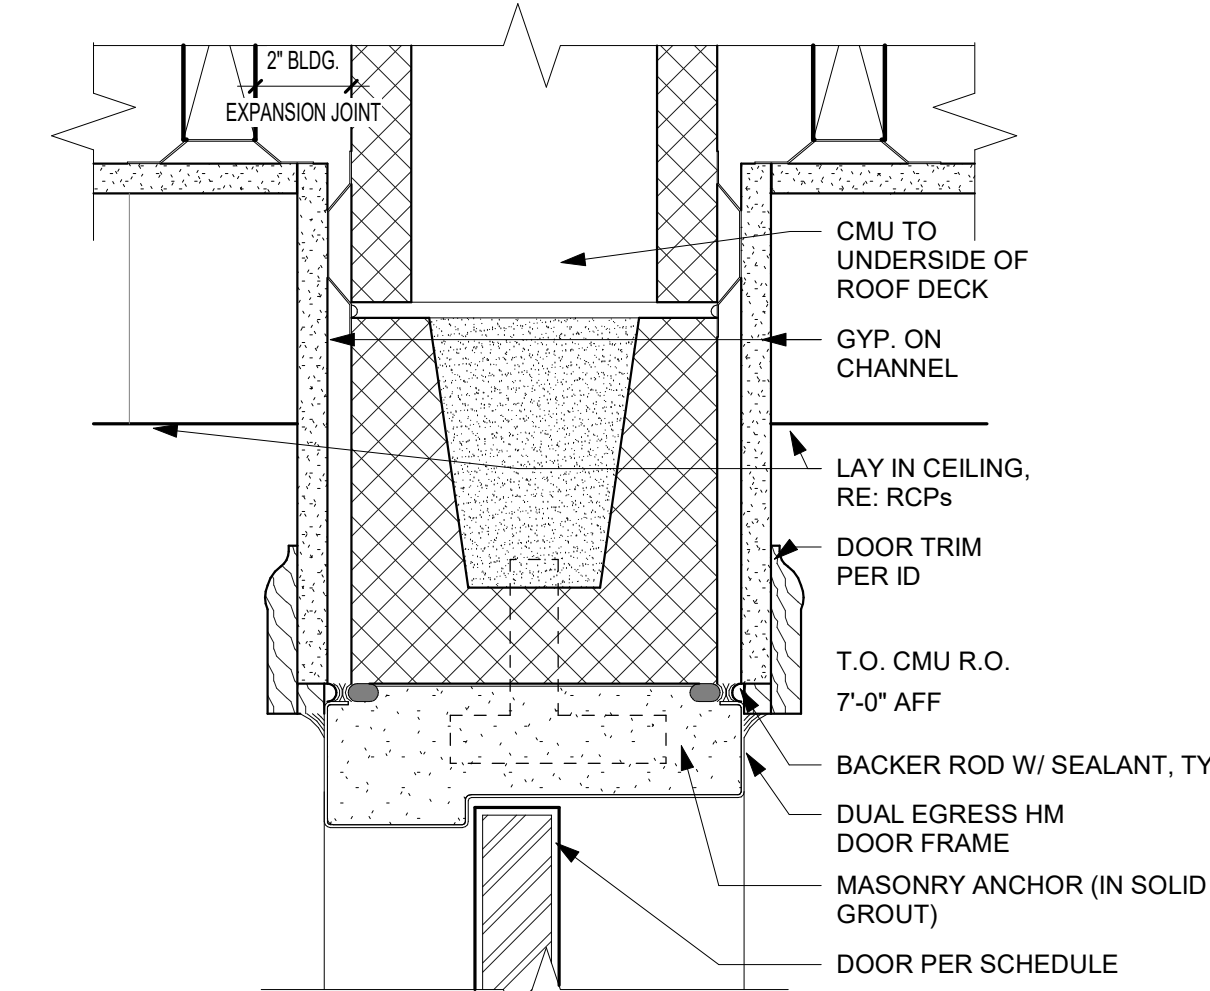 2" BLDG.
EXPANSION JOINT
CMU TO
UNDERSIDE OF
ROOF DECK
GYP. ON
CHANNEL
LAY IN CEILING,
RE: RCPs
DOOR TRIM
PER ID
T.O. CMU R.O.
7'-0" AFF
BACKER ROD W/ SEALANT, TY
DUAL EGRESS HM
DOOR FRAME
MASONRY ANCHOR (IN SOLID
GROUT)
DOOR PER SCHEDULE